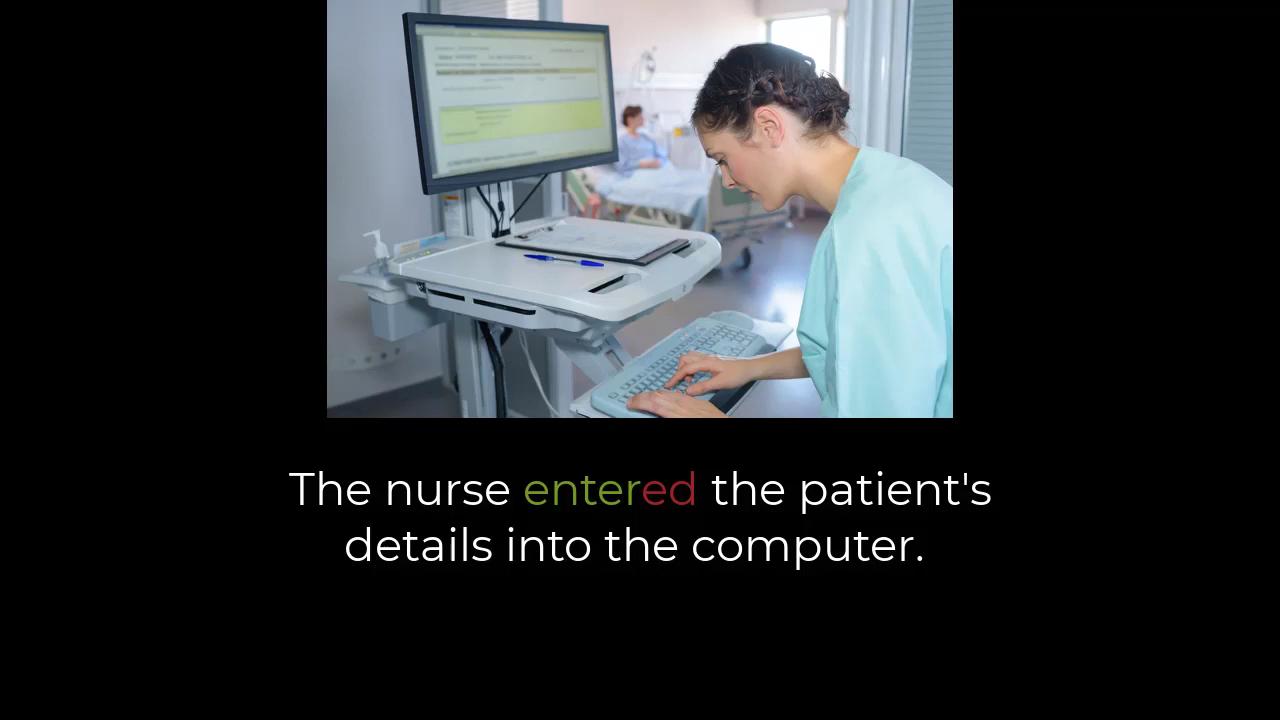 The nurse entered the patient's
details into the computer.